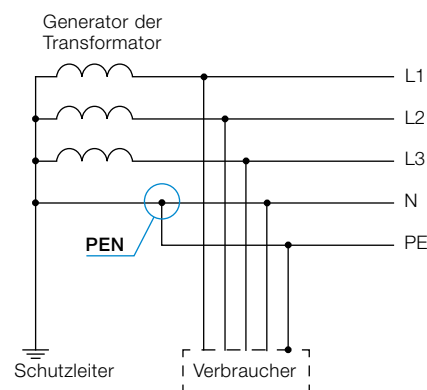 Generator der
Transformator
L1
L2
L3
N
PEN
PE
Schutzleiter
Verbraucher